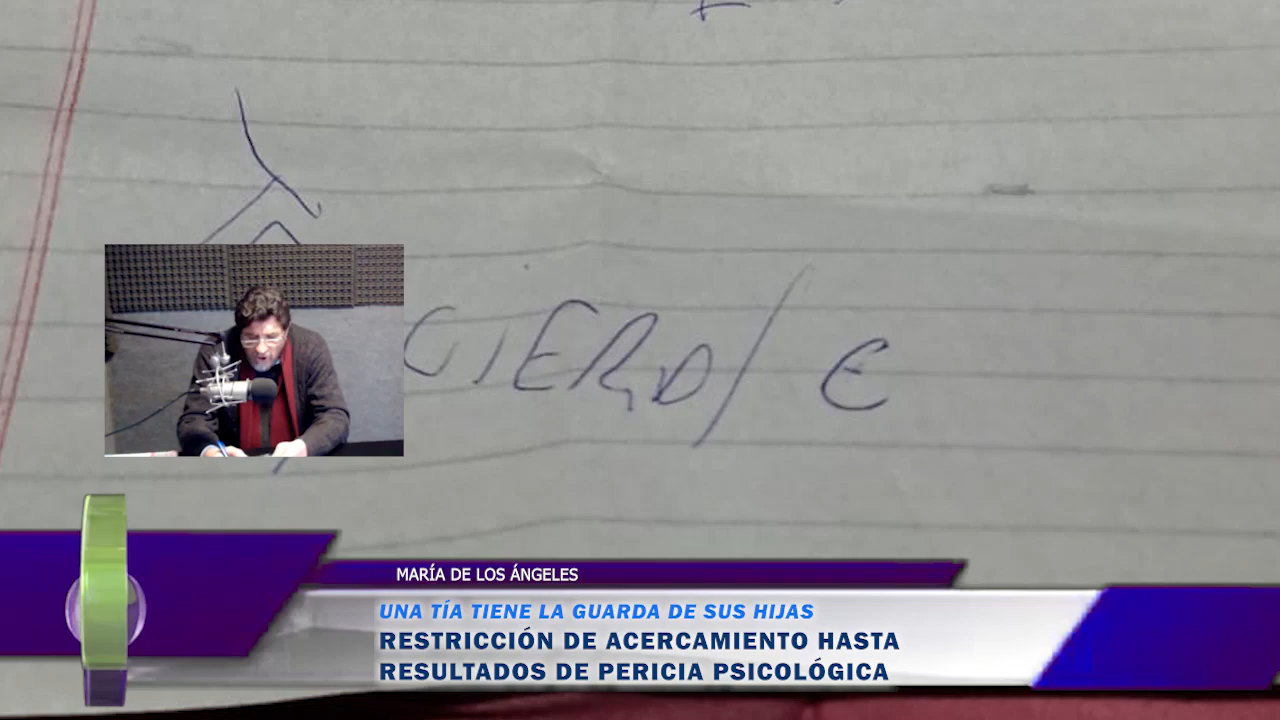 CIERD/E
MARÍA DE LOS ÁNGELES
UNA TÍA TIENE LA GUARDA DE SUS HIJAS
RESTRICCIÓN DE ACERCAMIENTO HASTA
RESULTADOS DE PERICIA PSICOLÓGICA